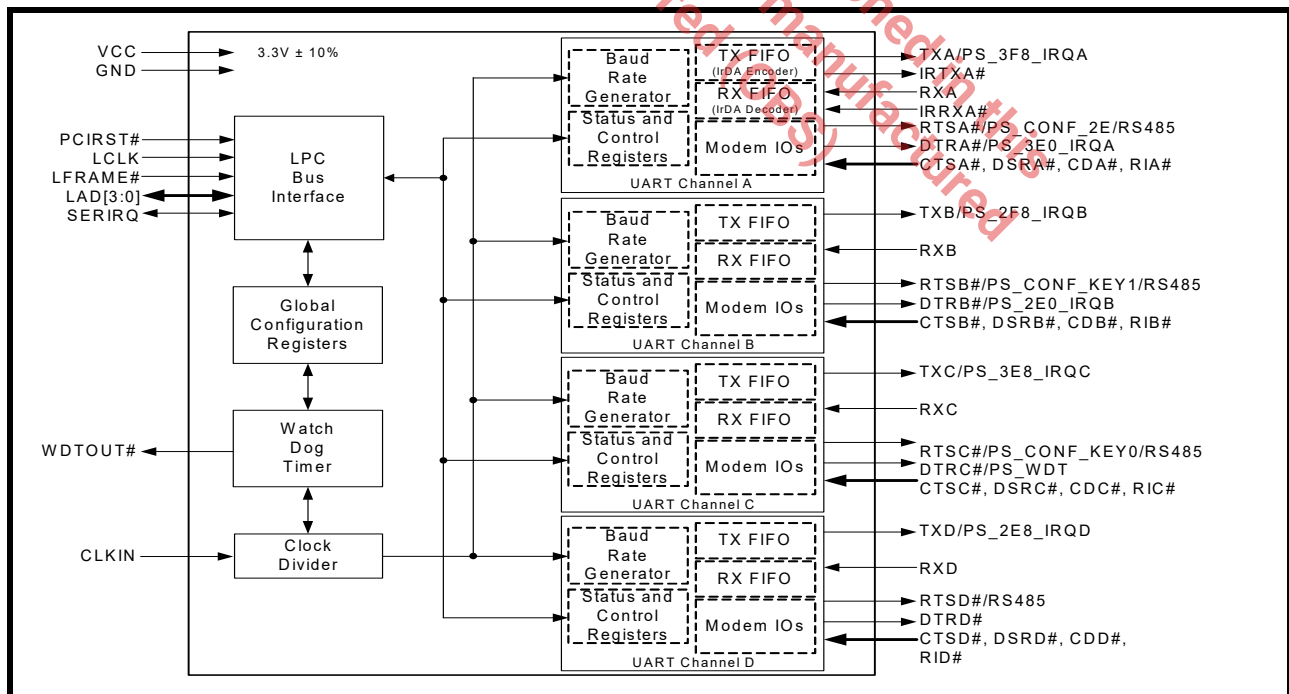 VCC
GND
3.3V ± 10%
PCIRST#
LCLK
LFRAME#
LAD[3:0]
SERIRQ
LPC
Bus
Interface
Global
Configuration
Registers
Watch
Dog
Timer
WDTOUT#
CLKIN
Clock
Divider
Baud
Rate
Generator
TX FIFO
(IrDA Encoder)
RX FIFO
(IrDA Decoder)
Status and
Control
Registers
Modem IOs
UART Channel A
TXA/PS_3F8_IRQA
IRTXA#
RXA
IRRXA#
RTSA#/PS_CONF_2E/RS485
DTRA#/PS_3E0_IRQA
CTSA#, DSRA#, CDA#, RIA#
Baud
Rate
Generator
TX FIFO
RX FIFO
Status and
Control
Registers
Modem IOs
UART Channel B
TXB/PS_2F8_IRQB
RXB
RTSB#/PS_CONF_KEY1/RS485
DTRB#/PS_2E0_IRQB
CTSB#, DSRB#, CDB#, RIB#
Baud
Rate
Generator
TX FIFO
RX FIFO
Status and
Control
Registers
Modem IOs
UART Channel C
TXC/PS_3E8_IRQC
RXC
RTSC#/PS_CONF_KEY0/RS485
DTRC#/PS_WDT
CTSC#, DSRC#, CDC#, RIC#
Baud
Rate
Generator
TX FIFO
RX FIFO
Status and
Control
Registers
Modem IOs
UART Channel D
TXD/PS_2E8_IRQD
RXD
RTSD#/RS485
DTRD#
CTSD#, DSRD#, CDD#,
RID#
in this
manufactured
(OBS)